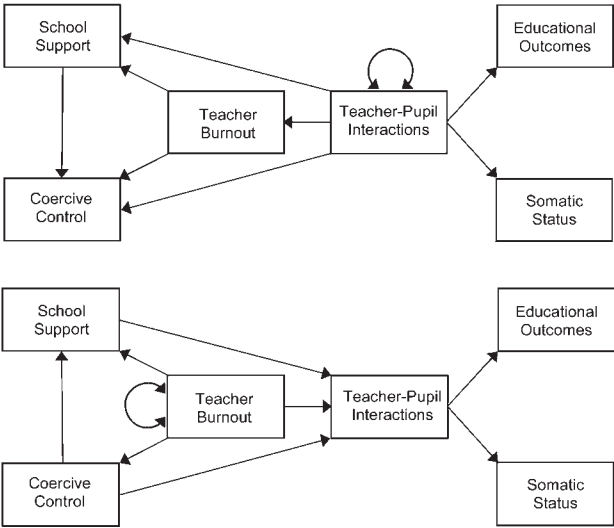 School
Support
Teacher
Burnout
Coercive
Control
Teacher-Pupil
Interactions
Educational
Outcomes
Somatic
Status
School
Support
Teacher
Burnout
Coercive
Control
Teacher-Pupil
Interactions
Educational
Outcomes
Somatic
Status